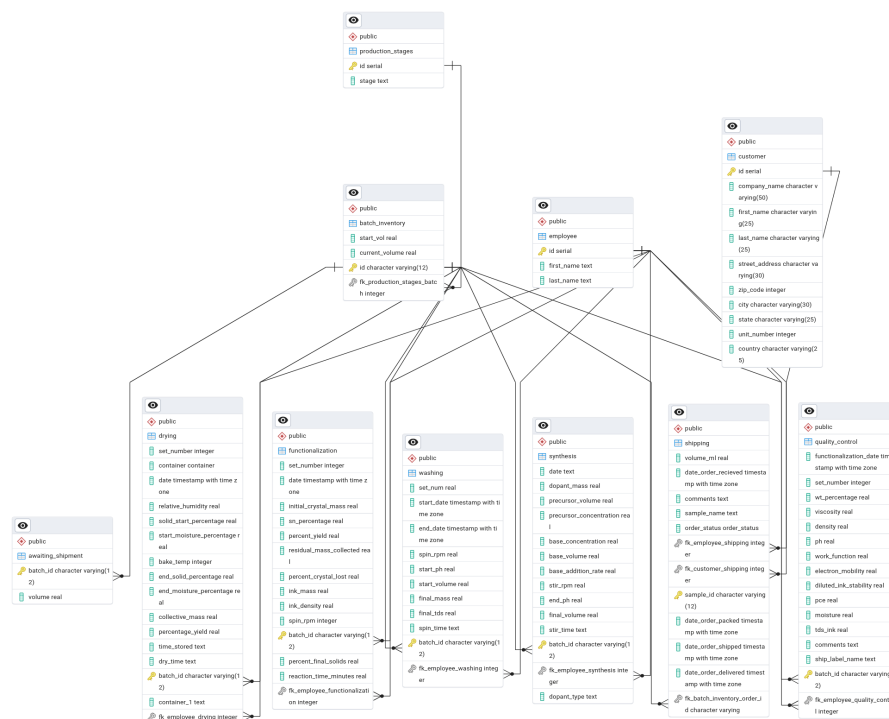 public
production_stages
id serial
stage text
public
batch_inventory
start_vol real
current_volume real
id character varying(12)
fk_production_stages_batc
h integer
public
employee
id serial
first_name text
last_name text
public
customer
id serial
company_name character v
arying(50)
first_name character varyin
g(25)
last_name character varying
(25)
street_address character va
rying(30)
zip_code integer
city character varying(30)
state character varying(25)
unit_number integer
country character varying(2
5)
public
awaiting_shipment
batch_id character varying(1
2)
volume real
public
drying
set_number integer
container container
date timestamp with time z
one
relative_humidity real
solid_start_percentage real
start_moisture_percentage r
eal
bake_temp integer
end_solid_percentage real
end_moisture_percentage re
al
collective_mass real
percentage_yield real
time_stored text
dry_time text
batch_id character varying(1
2)
container_1 text
fk_employee_drying integer
public
functionalization
set_number integer
date timestamp with time z
one
initial_crystal_mass real
sn_percentage real
percent_yield real
residual_mass_collected rea
l
percent_crystal_lost real
ink_mass real
ink_density real
spin_rpm integer
batch_id character varying(1
2)
percent_final_solids real
reaction_time_minutes real
fk_employee_functionalizati
on integer
public
washing
set_num real
start_date timestamp with ti
me zone
end_date timestamp with ti
me zone
spin_rpm real
start_ph real
start_volume real
final_mass real
final_tds real
spin_time text
batch_id character varying(1
2)
fk_employee_washing integ
er
public
synthesis
date text
dopant_mass real
precursor_volume real
precursor_concentration rea
l
base_concentration real
base_volume real
base_addition_rate real
stir_rpm real
end_ph real
final_volume real
stir_time text
batch_id character varying(1
2)
fk_employee_synthesis inte
ger
dopant_type text
public
shipping
volume_ml real
date_order_recieved timesta
mp with time zone
comments text
sample_name text
order_status order_status
fk_employee_shipping integ
er
fk_customer_shipping integ
er
sample_id character varying
(12)
date_order_packed timesta
mp with time zone
date_order_shipped timesta
mp with time zone
date_order_delivered timest
amp with time zone
fk_batch_inventory_order_i
d character varying
public
quality_control
functionalization_date tim
stamp with time zone
set_number integer
wt_percentage real
viscosity real
density real
ph real
work_function real
electron_mobility real
diluted_ink_stability real
pce real
moisture real
tds_ink real
comments text
ship_label_name text
batch_id character varying
2)
fk_employee_quality_cont
l integer